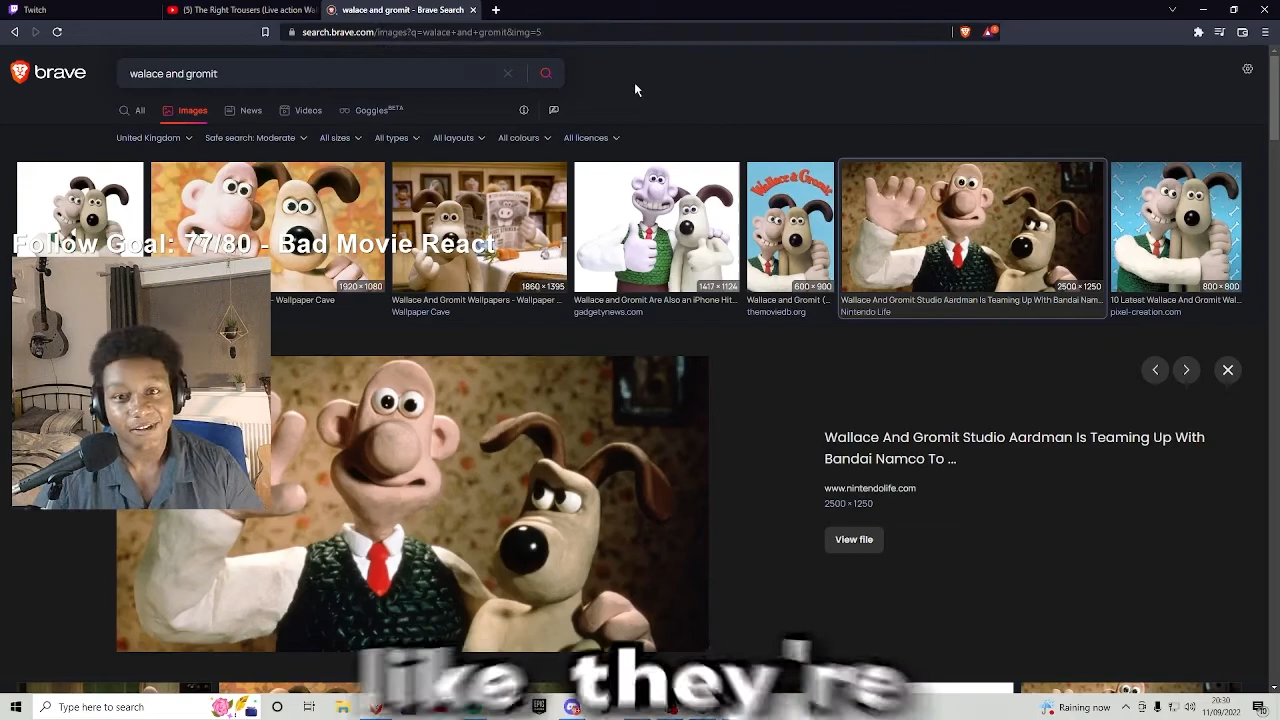 Twitch
(5) The Right Trousers (Live action Wal
walace and gromit - Brave Search
search.brave.com/images?q=walace+and+gromit&img=5
brave
walace and gromit
All
Images
News
Videos
Goggles BETA
United Kingdom
Safe search: Moderate
All sizes
All types
All layouts
All colours
All licences
Wallace & Gromit
1920 × 1080
1860 × 1395
1417 × 1124
600 × 900
2500 × 1250
800 × 800
Wallpaper Cave
Wallace And Gromit Wallpapers - Wallpaper ...
Wallace and Gromit Are Also an iPhone Hit...
Wallace and Gromit (...
Wallace And Gromit Studio Aardman Is Teaming Up With Bandai Nam...
10 Latest Wallace And Gromit Wal...
Wallpaper Cave
gadgetynews.com
themoviedb.org
Nintendo Life
pixel-creation.com
Follow Goal: 77/80 - Bad Movie React
Wallace And Gromit Studio Aardman Is Teaming Up With
Bandai Namco To ...
www.nintendolife.com
2500 × 1250
View file
like they're
Type here to search
EPIC
GAMES
Raining now
20:30